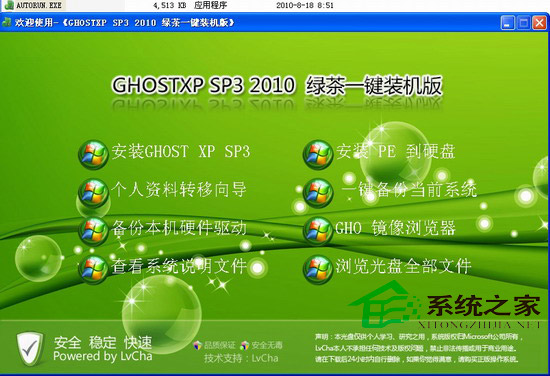 AUTORUN.EXE 4,513 KB 应用程序 2010-8-18 8:51
欢迎使用-《GHOSTXP SP3 2010 绿茶一键装机版》
GHOSTXP SP3 2010 绿茶一键装机版
安装GHOST XP SP3
安装 PE 到硬盘
个人资料转移向导
一键备份当前系统
备份本机硬件驱动
GHO 镜像浏览器
查看系统说明文件
浏览光盘全部文件
系统之家
XITONGZHIJIA.NET
安全 稳定 快速
Powered by LvCha
品质保证 安全无毒
技术支持：LvCha
声明：本光盘仅供个人学习、研究之用，系统版权归Microsoft公司所有，
LvCha本人不承担任何技术及版权问题，禁止非法传播或用于商业用途。
请在下载后24小时内自行删除，如果你觉得满意，请购买正版操作系统。